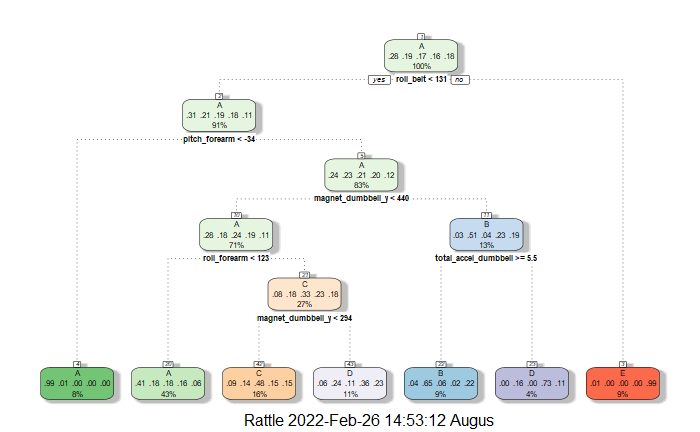 1
A
.28 .19 .17 .16 .18
100%
yes roll_belt < 131 no
2
A
.31 .21 .19 .18 .11
91%
pitch_forearm < -34
5
A
.24 .23 .21 .20 .12
83%
magnet_dumbbell_y < 440
10
A
.28 .18 .24 .19 .11
71%
roll_forearm < 123
11
B
.03 .51 .04 .23 .19
13%
total_accel_dumbbell >= 5.5
21
C
.08 .18 .33 .23 .18
27%
magnet_dumbbell_y < 294
4
A
.99 .01 .00 .00 .00
8%
20
A
.41 .18 .18 .16 .06
43%
42
C
.09 .14 .48 .15 .15
16%
43
D
.06 .24 .11 .36 .23
11%
22
B
.04 .65 .06 .02 .22
9%
23
D
.00 .16 .00 .73 .11
4%
3
E
.01 .00 .00 .00 .99
9%
Rattle 2022-Feb-26 14:53:12 Augus